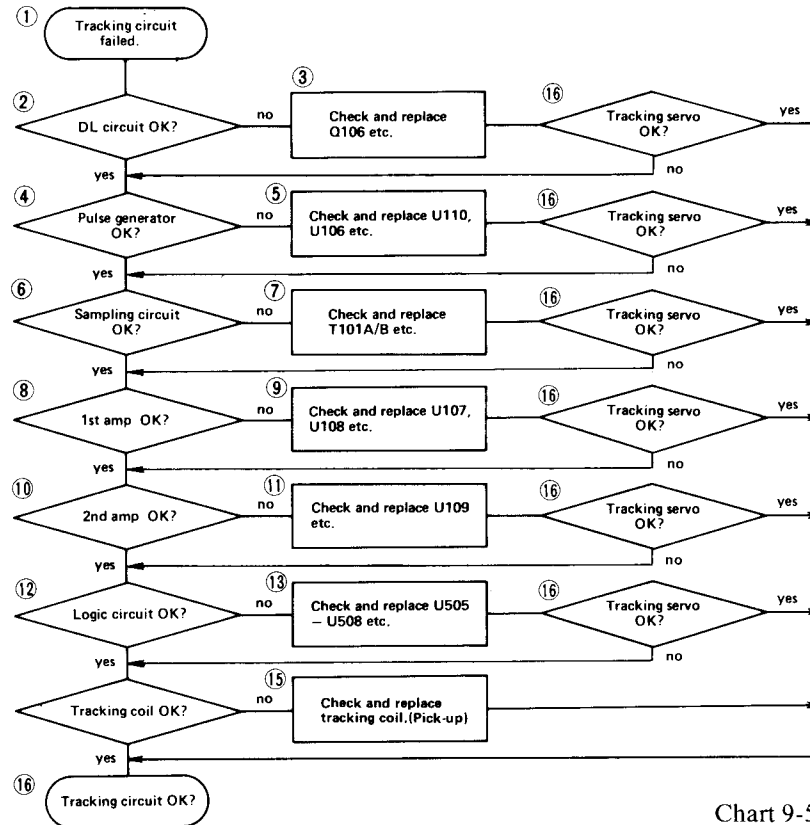 ①
Tracking circuit
failed.
②
DL circuit OK?
no
③
Check and replace
Q106 etc.
⑯
Tracking servo
OK?
yes
no
yes
④
Pulse generator
OK?
no
⑤
Check and replace U110,
U106 etc.
⑯
Tracking servo
OK?
yes
no
yes
⑥
Sampling circuit
OK?
no
⑦
Check and replace
T101A/B etc.
⑯
Tracking servo
OK?
yes
no
yes
⑧
1st amp OK?
no
⑨
Check and replace U107,
U108 etc.
⑯
Tracking servo
OK?
yes
no
yes
⑩
2nd amp OK?
no
⑪
Check and replace U109
etc.
⑯
Tracking servo
OK?
yes
no
yes
⑫
Logic circuit OK?
no
⑬
Check and replace U505
– U508 etc.
⑯
Tracking servo
OK?
yes
no
yes
Tracking coil OK?
no
⑮
Check and replace
tracking coil.(Pick-up)
yes
⑯
Tracking circuit OK?
Chart 9-5